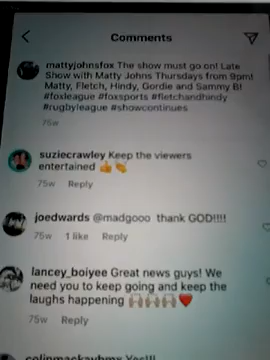 Comments
mattyjohnsfox The show must go on! Late
Show with Matty Johns Thursdays from 9pm!
Matty, Fletch, Hindy, Gordie and Sammy B!
#foxleague #foxsports #fletchandhindy
#rugbyleague #showcontinues
75w
suziecrawley Keep the viewers
entertained 👍👏
75w Reply
joedwards @madgooo thank GOD!!!!
75w 1 like Reply
lancey_boiyee Great news guys! We
need you to keep going and keep the
laughs happening 🙌🙌🙌❤️
75w Reply